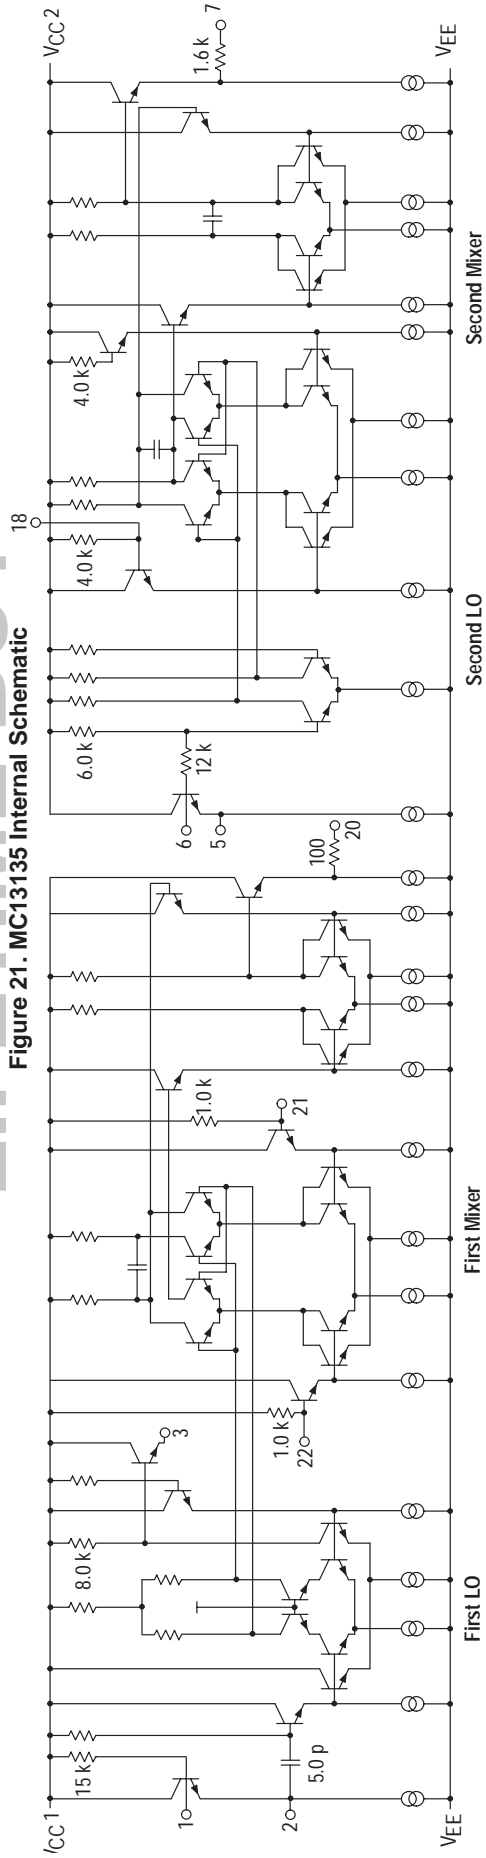 Figure 21. MC13135 Internal Schematic
VCC1
15 k
1
2
5.0 p
VEE
8.0 k
3
First LO
1.0 k
22
First Mixer
1.0 k
21
100
20
6
5
12 k
6.0 k
Second LO
4.0 k
18
4.0 k
Second Mixer
1.6 k
7
VCC 2
VEE